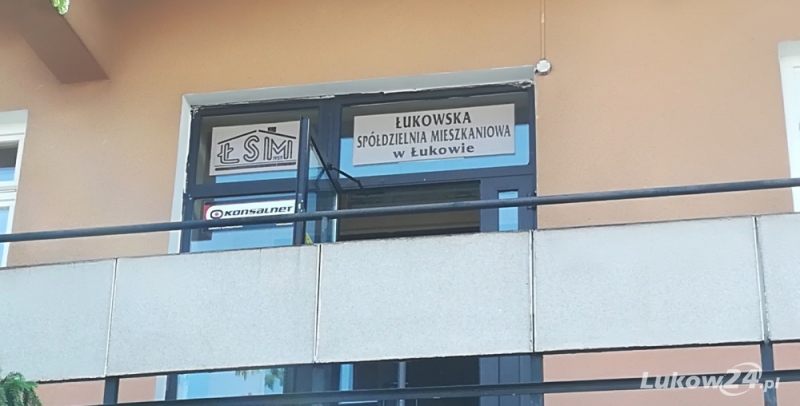 ŁSM
ŁUKOWSKA
SPÓŁDZIELNIA MIESZKANIOWA
w Łukowie
KONSALNET
Lukow24.pl